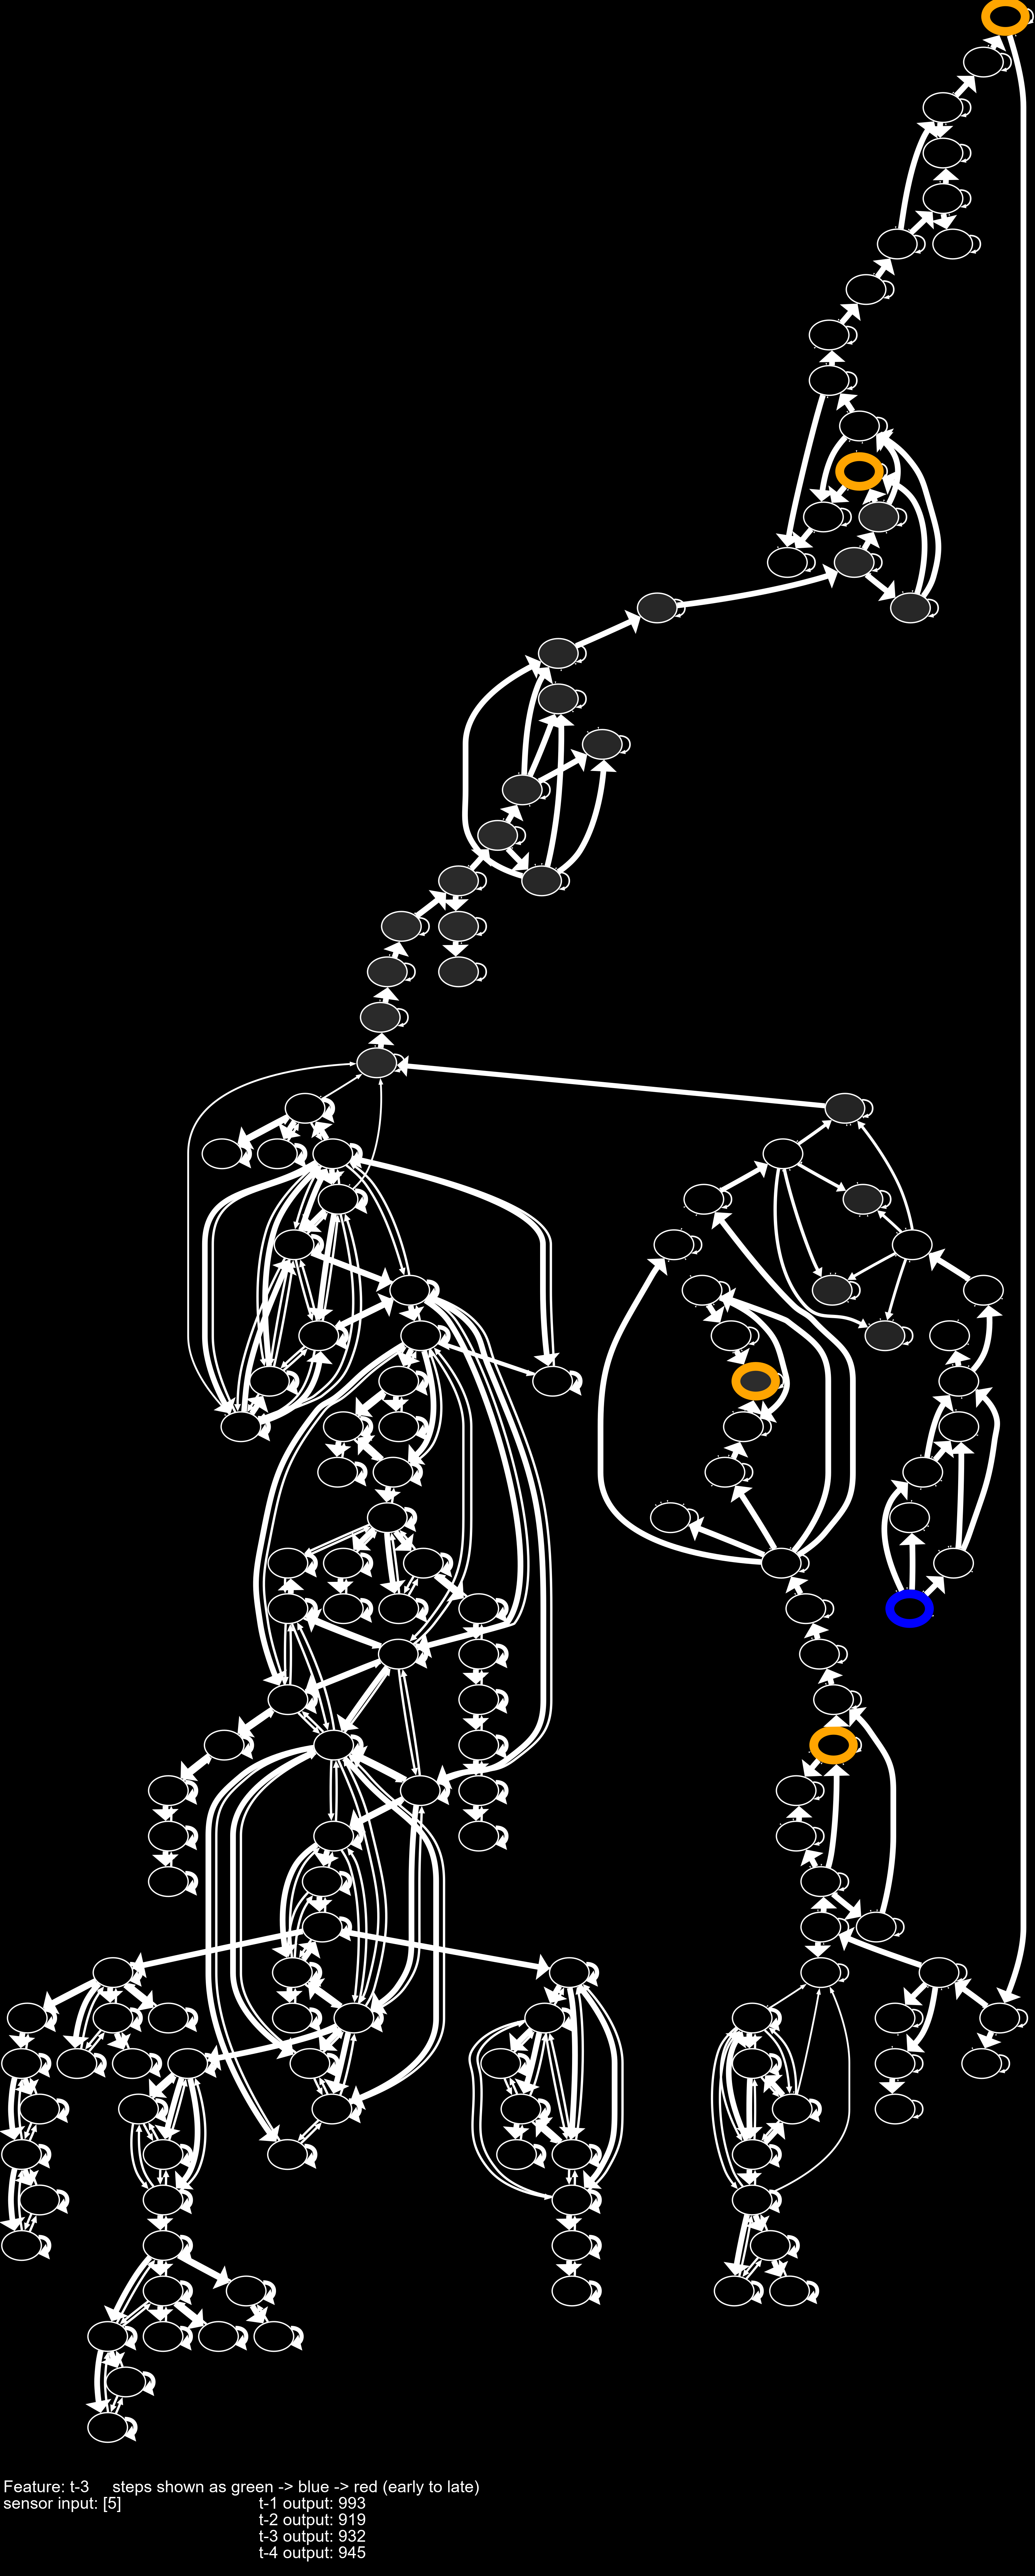 Feature: t-3     steps shown as green -> blue -> red (early to late)
sensor input: [5]     t-1 output: 993
t-2 output: 919
t-3 output: 932
t-4 output: 945